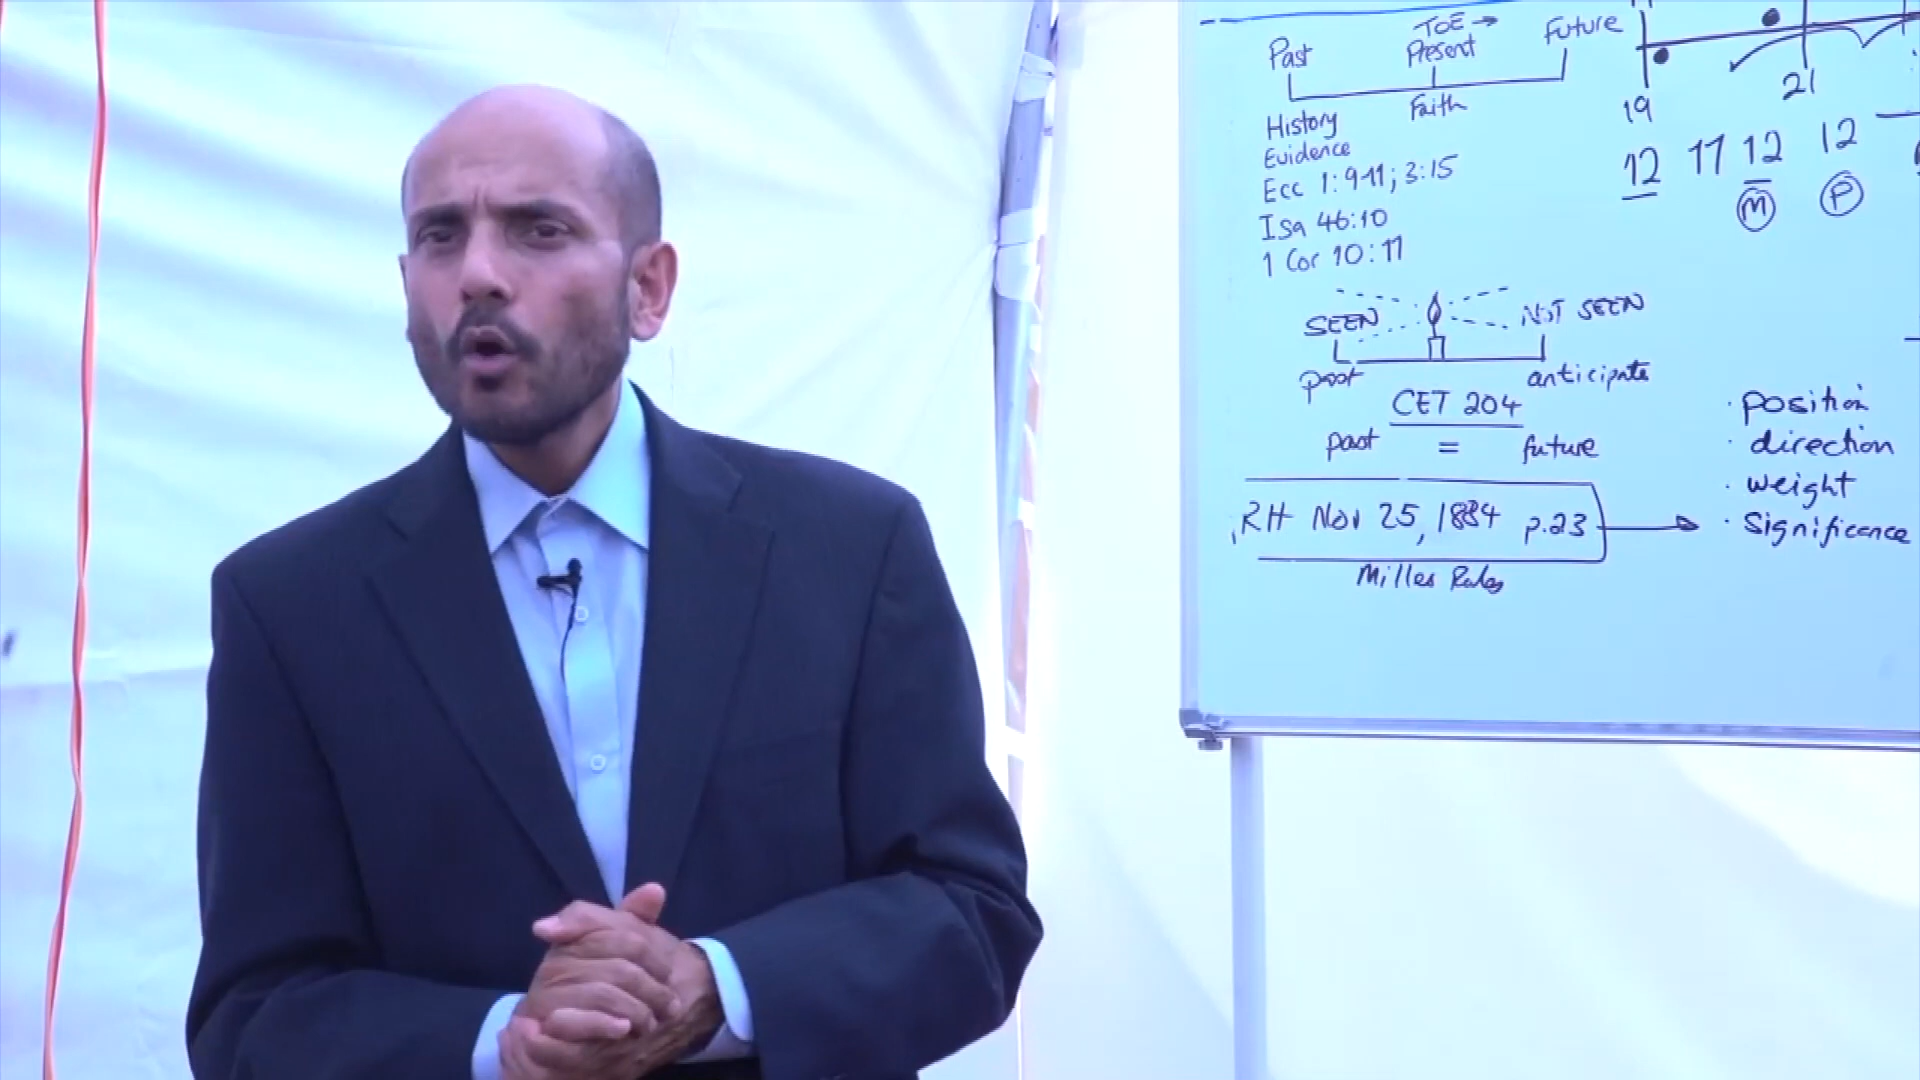 TOE →
Past Present Future
Faith
History
Evidence
Ecc 1:9-11; 3:15
Isa 46:10
1 Cor 10:11
SEEN NOT SEEN
past anticipate
CET 204
past = future
RH Nov 25, 1884 p.23
Miller Rules
19 21
12 11 12 12
M P
· position
· direction
· weight
· significance